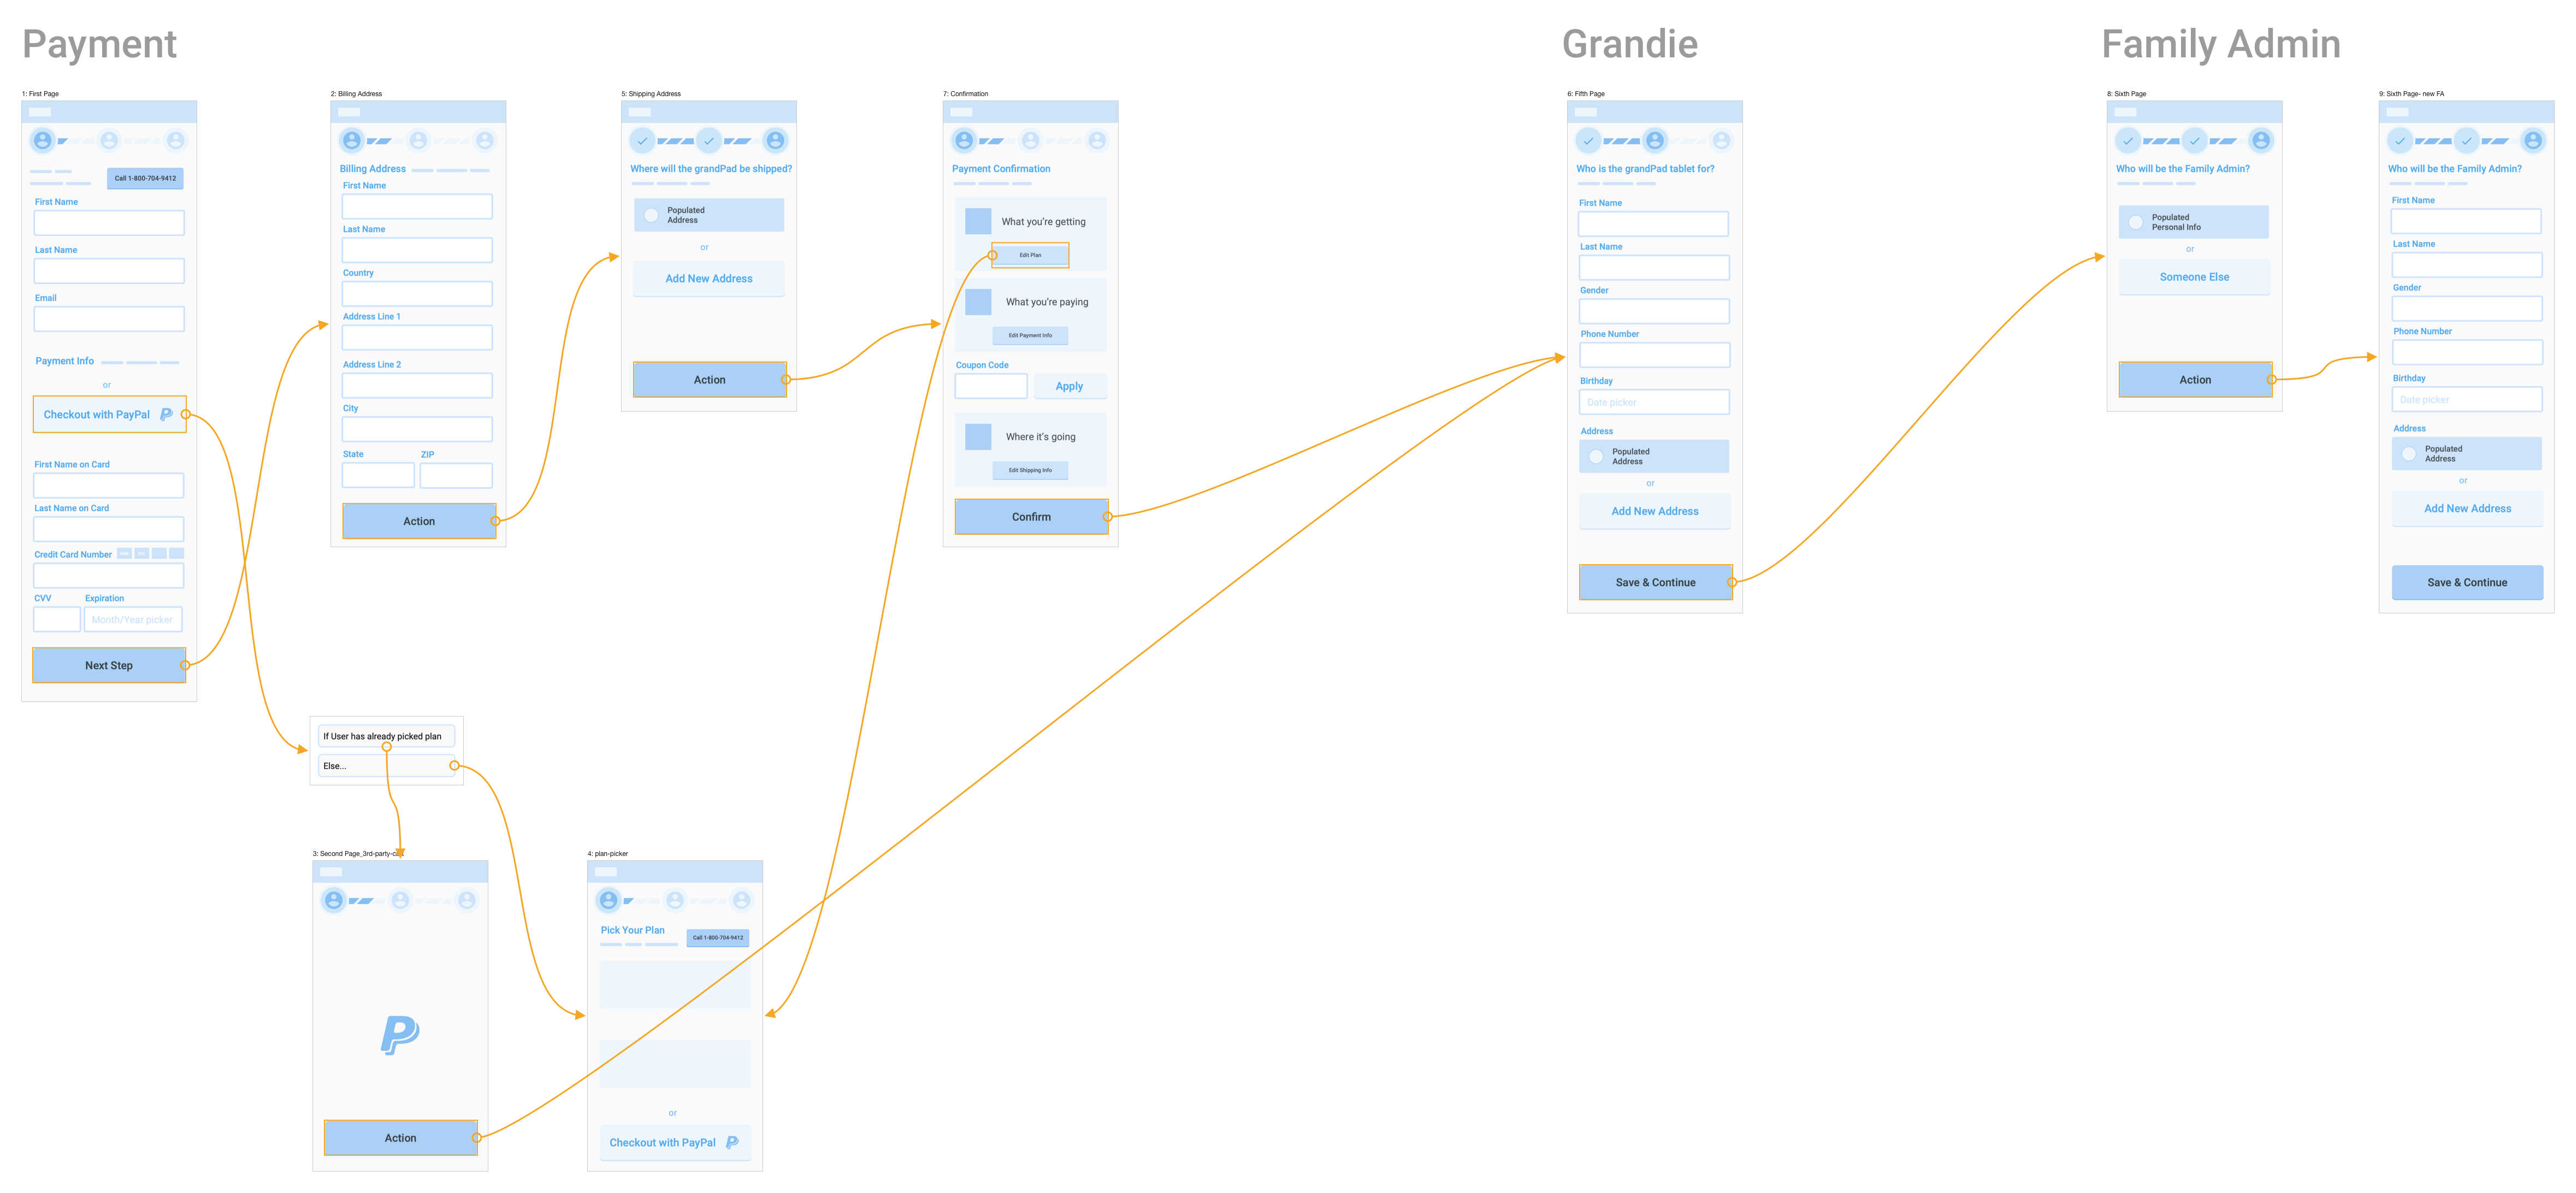 Payment
Grandie
Family Admin
1: First Page
Call 1-800-704-9412
First Name
Last Name
Email
Payment Info
or
Checkout with PayPal
First Name on Card
Last Name on Card
Credit Card Number
CVV
Expiration
Month/Year picker
Next Step
2: Billing Address
Billing Address
First Name
Last Name
Country
Address Line 1
Address Line 2
City
State
ZIP
Action
5: Shipping Address
Where will the grandPad be shipped?
Populated
Address
or
Add New Address
Action
7: Confirmation
Payment Confirmation
What you're getting
Edit Plan
What you're paying
Edit Payment Info
Coupon Code
Apply
Where it's going
Edit Shipping Info
Confirm
6: Fifth Page
Who is the grandPad tablet for?
First Name
Last Name
Gender
Phone Number
Birthday
Date picker
Address
Populated
Address
or
Add New Address
Save & Continue
8: Sixth Page
Who will be the Family Admin?
Populated
Personal Info
or
Someone Else
Action
9: Sixth Page- new FA
Who will be the Family Admin?
First Name
Last Name
Gender
Phone Number
Birthday
Date picker
Address
Populated
Address
or
Add New Address
Save & Continue
If User has already picked plan
Else...
3: Second Page_3rd-party-
Action
4: plan-picker
Pick Your Plan
Call 1-800-704-9412
or
Checkout with PayPal